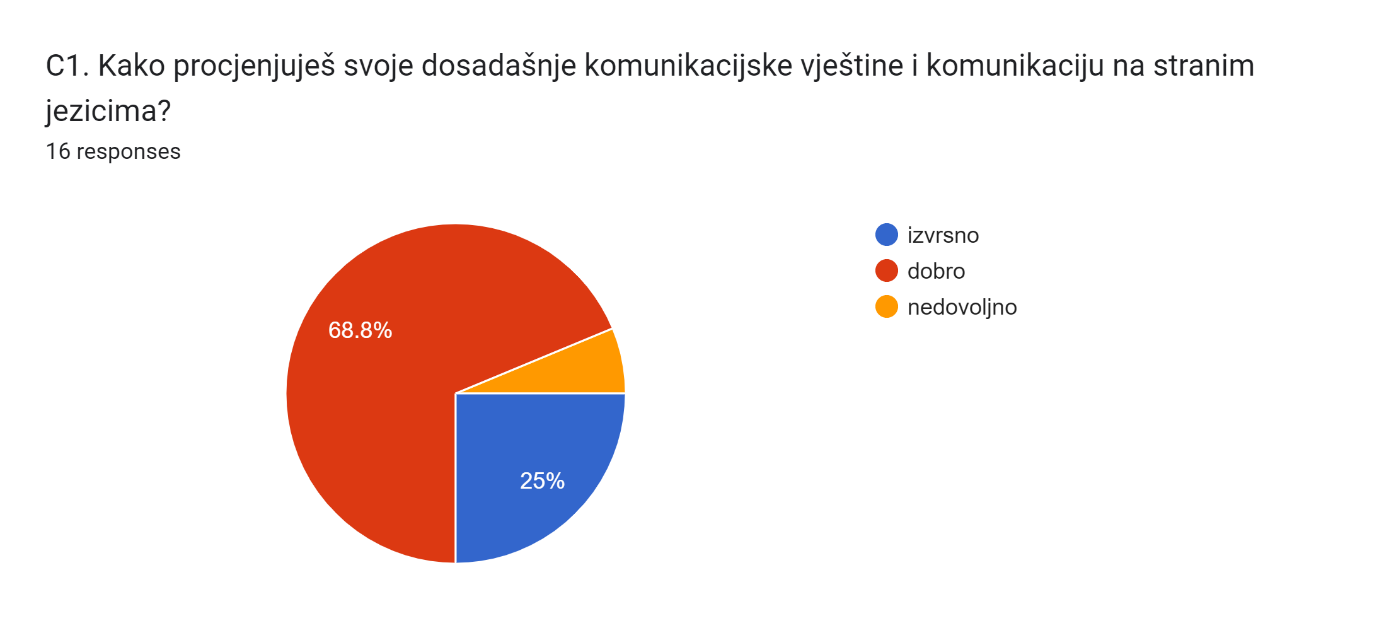 C1. Kako procjenjuješ svoje dosadašnje komunikacijske vještine i komunikaciju na stranim
jezicima?
16 responses
izvrsno
dobro
nedovoljno
68.8%
25%